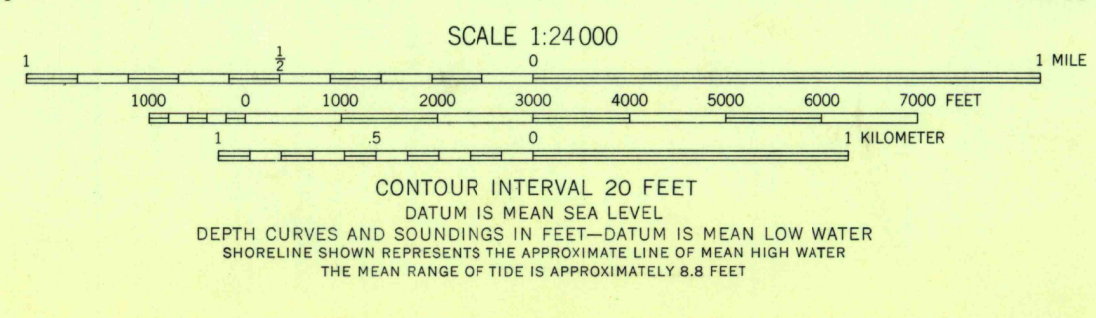 SCALE 1:24 000
1 ½ 0 1 MILE
1000 0 1000 2000 3000 4000 5000 6000 7000 FEET
1 .5 0 1 KILOMETER
CONTOUR INTERVAL 20 FEET
DATUM IS MEAN SEA LEVEL
DEPTH CURVES AND SOUNDINGS IN FEET—DATUM IS MEAN LOW WATER
SHORELINE SHOWN REPRESENTS THE APPROXIMATE LINE OF MEAN HIGH WATER
THE MEAN RANGE OF TIDE IS APPROXIMATELY 8.8 FEET